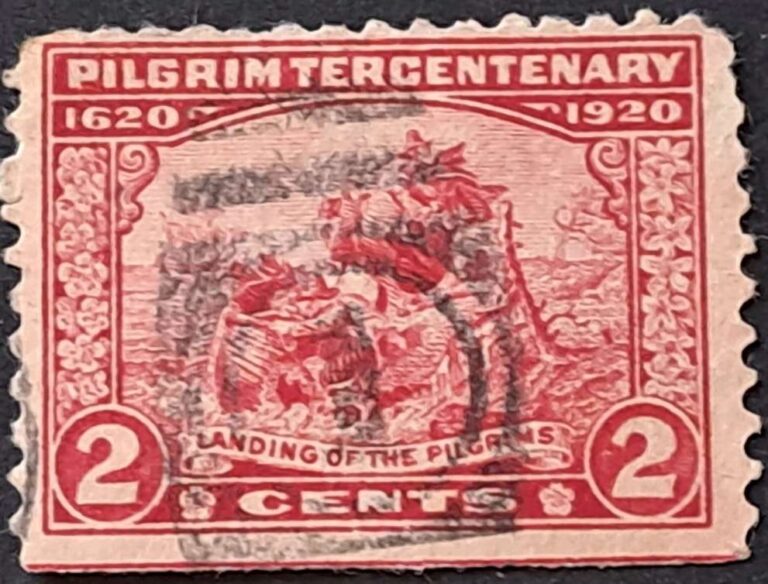 PILGRIM TERCENTENARY
1620 1920
LANDING OF THE PILGRIMS
2 CENTS 2